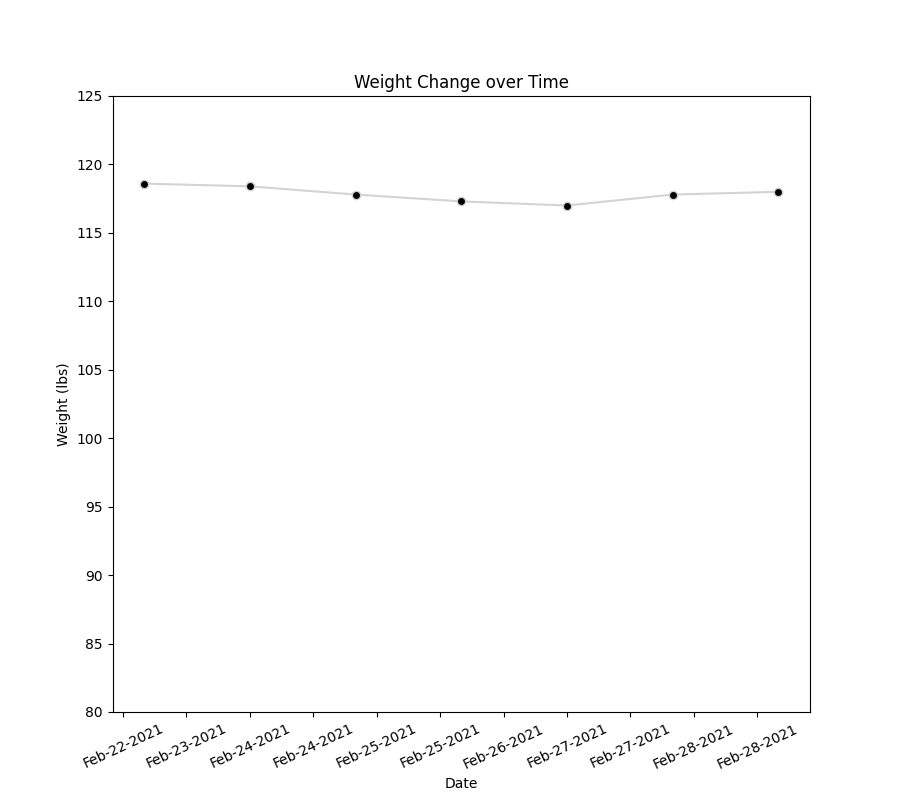 Weight Change over Time
125
120
115
110
105
100
95
90
85
80
Weight (lbs)
Feb-22-2021
Feb-23-2021
Feb-24-2021
Feb-24-2021
Feb-25-2021
Feb-25-2021
Feb-26-2021
Feb-27-2021
Feb-27-2021
Feb-28-2021
Feb-28-2021
Date